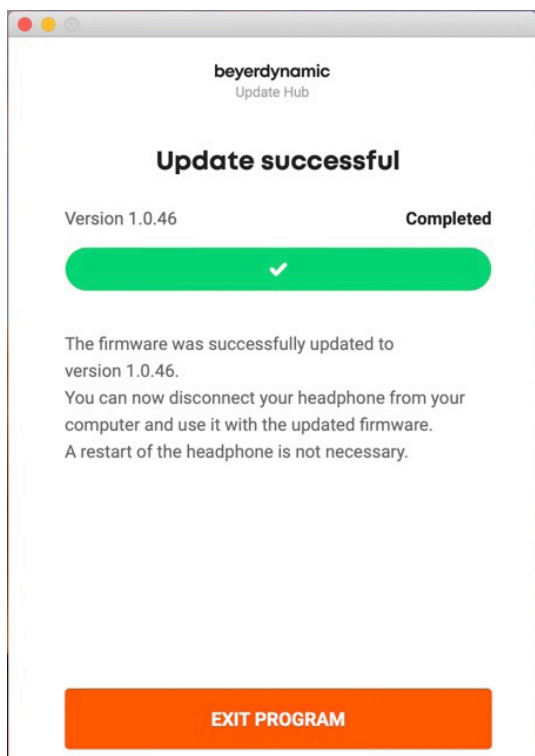 beyerdynamic
Update Hub
Update successful
Version 1.0.46 Completed
The firmware was successfully updated to
version 1.0.46.
You can now disconnect your headphone from your
computer and use it with the updated firmware.
A restart of the headphone is not necessary.
EXIT PROGRAM